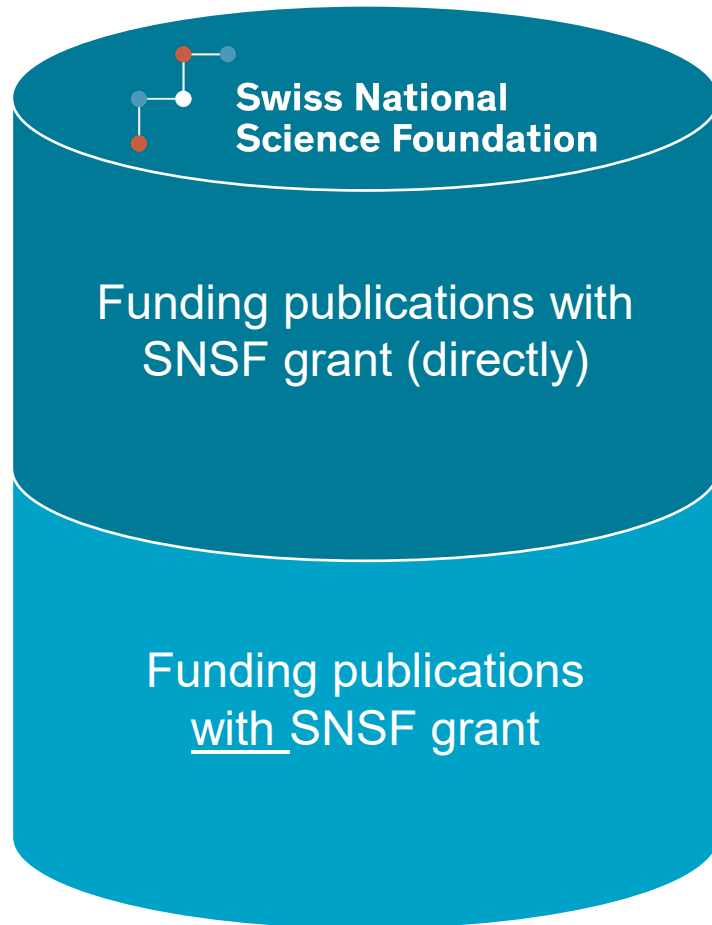 Swiss National
Science Foundation
Funding publications with
SNSF grant (directly)
Funding publications
with SNSF grant